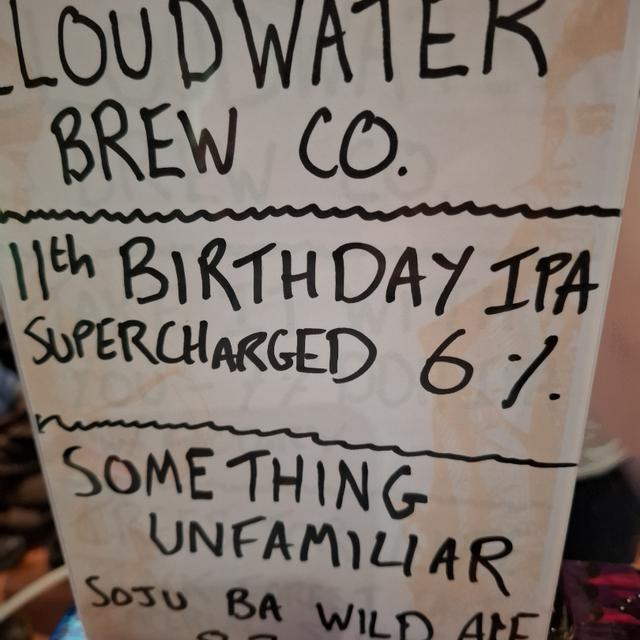 LOUDWATER
BREW CO.
11th BIRTHDAY IPA
SUPERCHARGED 6%.
SOMETHING
UNFAMILIAR
SOJU BA WILD ALE